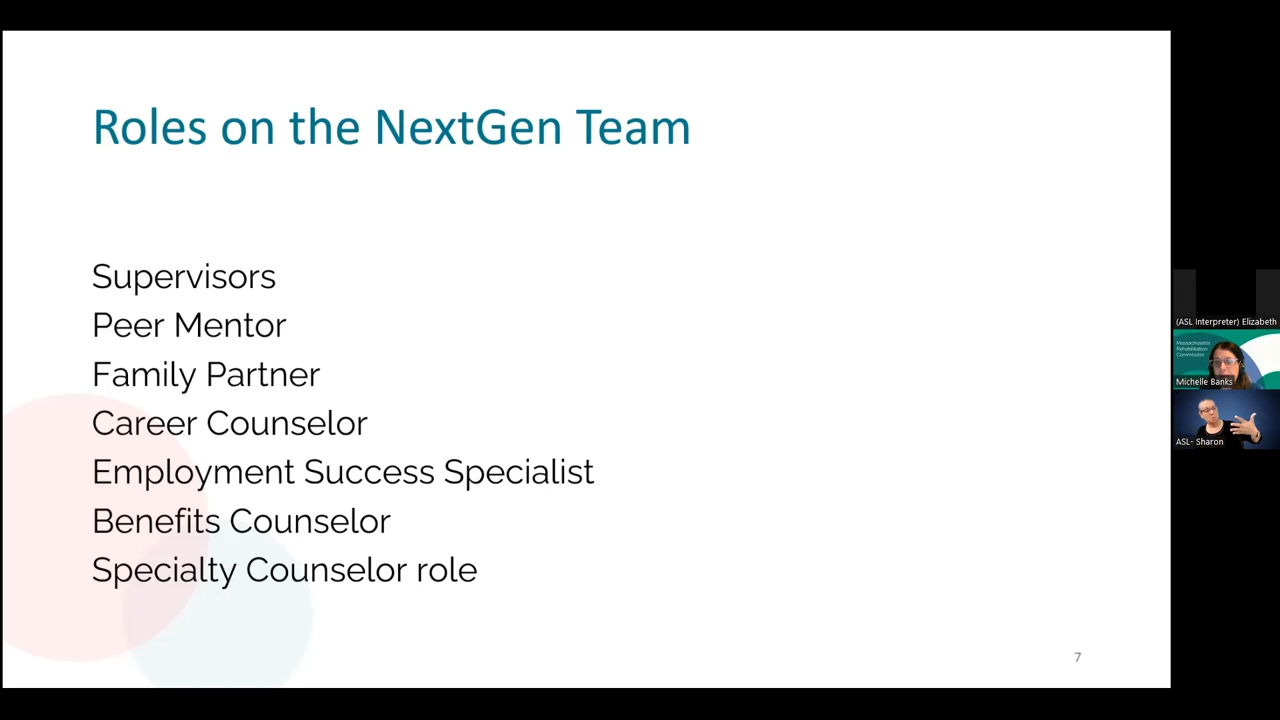 Roles on the NextGen Team
Supervisors
Peer Mentor
Family Partner
Career Counselor
Employment Success Specialist
Benefits Counselor
Specialty Counselor role
7
(ASL Interpreter) Elizabeth
Massachusetts
Rehabilitation
Commission
Michelle Banks
ASL- Sharon